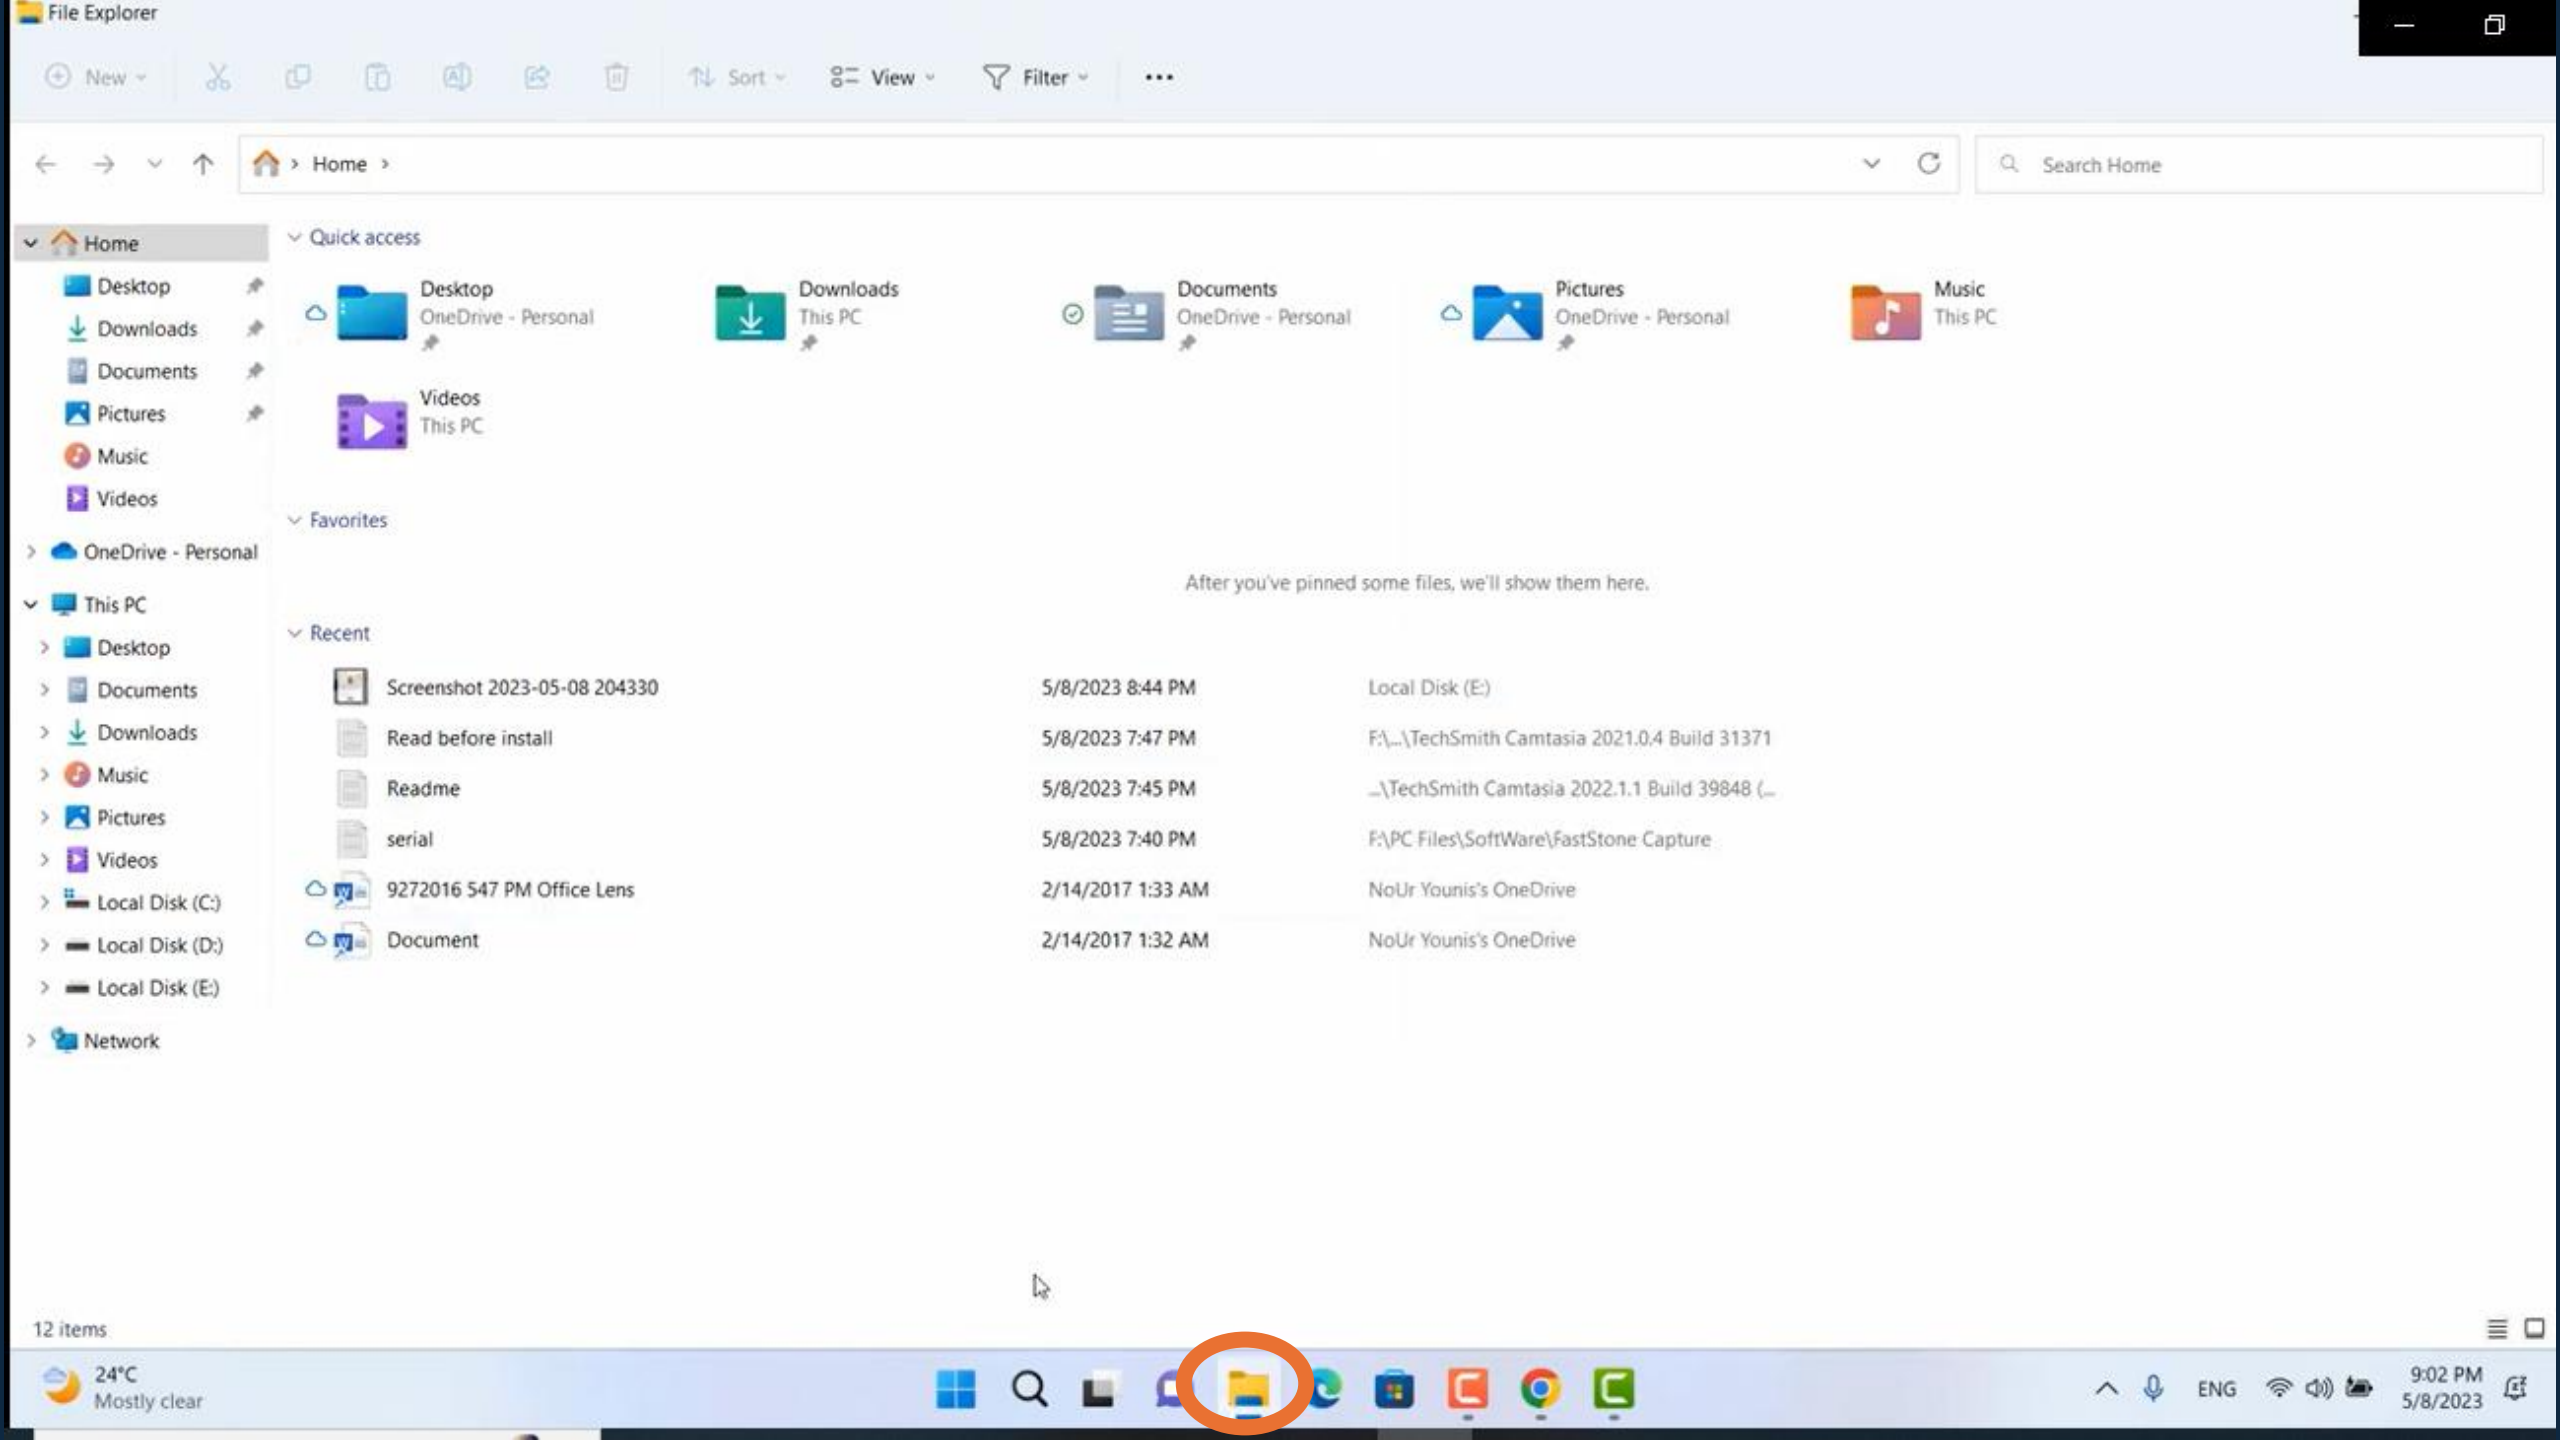 File Explorer
New
Sort
View
Filter
Home
Search Home
Home
Desktop
Downloads
Documents
Pictures
Music
Videos
OneDrive - Personal
This PC
Desktop
Documents
Downloads
Music
Pictures
Videos
Local Disk (C:)
Local Disk (D:)
Local Disk (E:)
Network
Quick access
Desktop
OneDrive - Personal
Downloads
This PC
Documents
OneDrive - Personal
Pictures
OneDrive - Personal
Music
This PC
Videos
This PC
Favorites
After you've pinned some files, we'll show them here.
Recent
Screenshot 2023-05-08 204330 5/8/2023 8:44 PM Local Disk (E:)
Read before install 5/8/2023 7:47 PM F:\...\TechSmith Camtasia 2021.0.4 Build 31371
Readme 5/8/2023 7:45 PM ...\TechSmith Camtasia 2022.1.1 Build 39848 (...
serial 5/8/2023 7:40 PM F:\PC Files\SoftWare\FastStone Capture
9272016 547 PM Office Lens 2/14/2017 1:33 AM NoUr Younis's OneDrive
Document 2/14/2017 1:32 AM NoUr Younis's OneDrive
12 items
24°C
Mostly clear
ENG
9:02 PM
5/8/2023